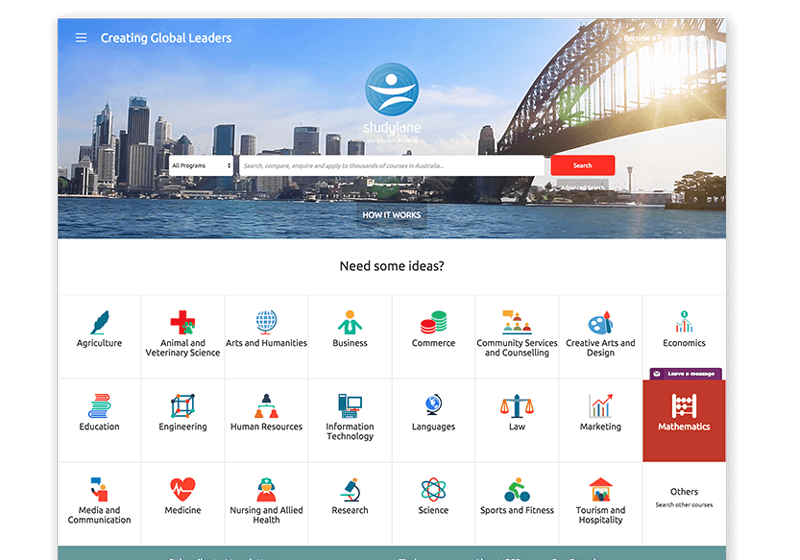 Creating Global Leaders
studylane
All Programs
Search, compare, enquire and apply to thousands of courses in Australia...
Search
Advanced Search
HOW IT WORKS
Need some ideas?
Agriculture
Animal and
Veterinary Science
Arts and Humanities
Business
Commerce
Community Services
and Counselling
Creative Arts and
Design
Economics
Leave a message
Education
Engineering
Human Resources
Information
Technology
Languages
Law
Marketing
Mathematics
Media and
Communication
Medicine
Nursing and Allied
Health
Research
Science
Sports and Fitness
Tourism and
Hospitality
Others
Search other courses